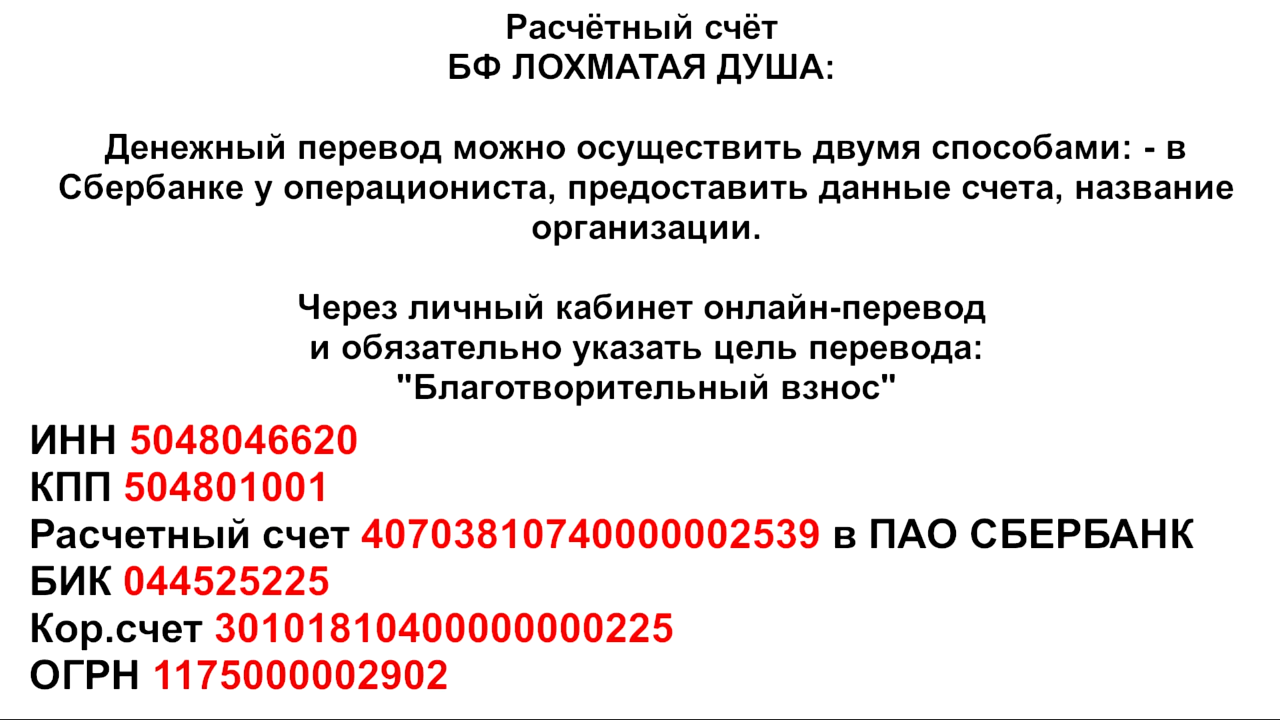 Расчётный счёт
БФ ЛОХМАТАЯ ДУША:
Денежный перевод можно осуществить двумя способами: - в
Сбербанке у операциониста, предоставить данные счета, название
организации.
Через личный кабинет онлайн-перевод
и обязательно указать цель перевода:
"Благотворительный взнос"
ИНН 5048046620
КПП 504801001
Расчетный счет 40703810740000002539 в ПАО СБЕРБАНК
БИК 044525225
Кор.счет 30101810400000000225
ОГРН 1175000002902